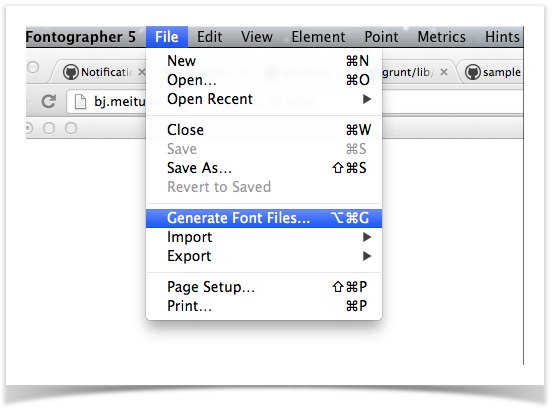 Fontographer 5 File Edit View Element Point Metrics Hints
Notificatio
grunt/lib/
sample
bj.meitua
New ⌘N
Open... ⌘O
Open Recent ▶
Close ⌘W
Save ⌘S
Save As... ⇧⌘S
Revert to Saved
Generate Font Files... ⌥⌘G
Import ▶
Export ▶
Page Setup... ⇧⌘P
Print... ⌘P